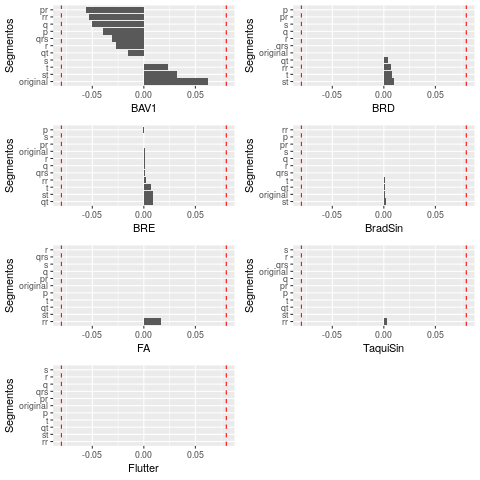 Segmentos
pr
rr
q
p
qrs
r
qt
s
t
st
original
-0.05
0.00
0.05
BAV1
Segmentos
p
q
pr
s
r
qrs
original
qt
rr
t
st
-0.05
0.00
0.05
BRD
Segmentos
p
s
pr
original
r
q
qrs
rr
t
st
qt
-0.05
0.00
0.05
BRE
Segmentos
rr
p
pr
s
q
r
qrs
t
qt
original
st
-0.05
0.00
0.05
BradSin
Segmentos
r
qrs
s
q
pr
original
p
t
qt
st
rr
-0.05
0.00
0.05
FA
Segmentos
s
r
qrs
q
original
pr
p
t
qt
st
rr
-0.05
0.00
0.05
TaquiSin
Segmentos
s
r
q
qrs
pr
original
p
t
qt
st
rr
-0.05
0.00
0.05
Flutter